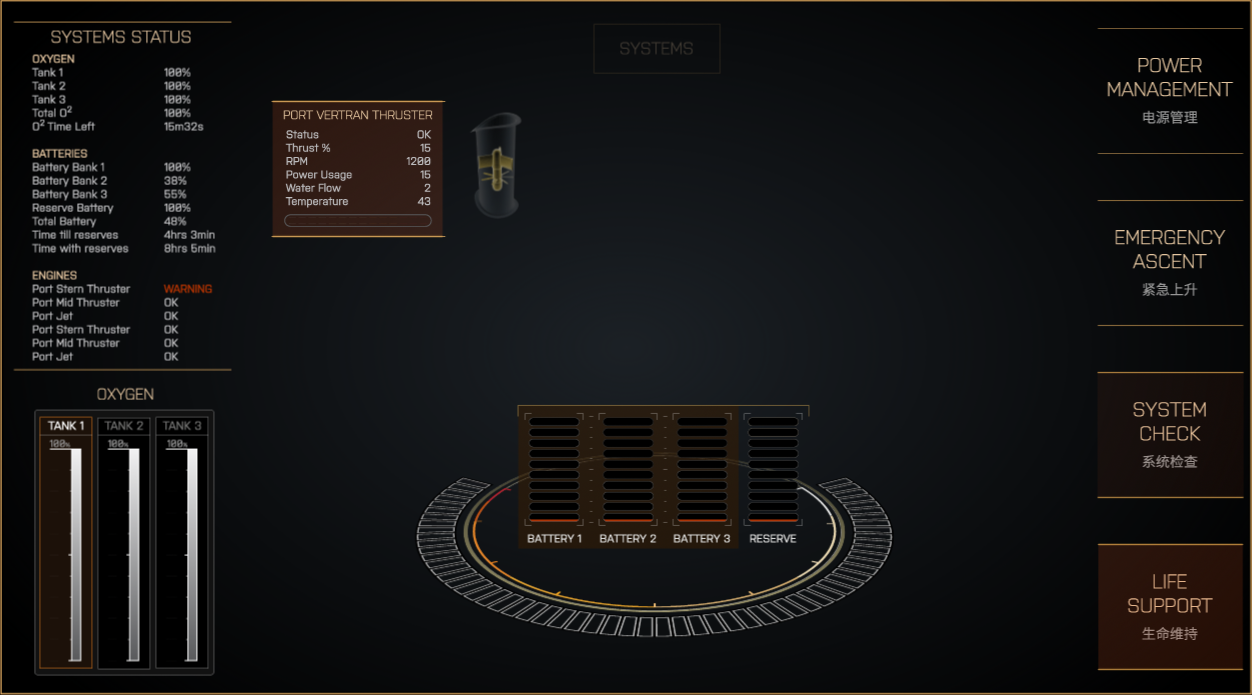 SYSTEMS STATUS
OXYGEN
Tank 1 100%
Tank 2 100%
Tank 3 100%
Total O² 100%
O² Time Left 15m32s
BATTERIES
Battery Bank 1 100%
Battery Bank 2 38%
Battery Bank 3 55%
Reserve Battery 100%
Total Battery 48%
Time till reserves 4hrs 3min
Time with reserves 8hrs 5min
ENGINES
Port Stern Thruster WARNING
Port Mid Thruster OK
Port Jet OK
Port Stern Thruster OK
Port Mid Thruster OK
Port Jet OK
OXYGEN
TANK 1 TANK 2 TANK 3
100% 100% 100%
SYSTEMS
PORT VERTRAN THRUSTER
Status OK
Thrust % 15
RPM 1200
Power Usage 15
Water Flow 2
Temperature 43
BATTERY 1 BATTERY 2 BATTERY 3 RESERVE
POWER
MANAGEMENT
电源管理
EMERGENCY
ASCENT
紧急上升
SYSTEM
CHECK
系统检查
LIFE
SUPPORT
生命维持